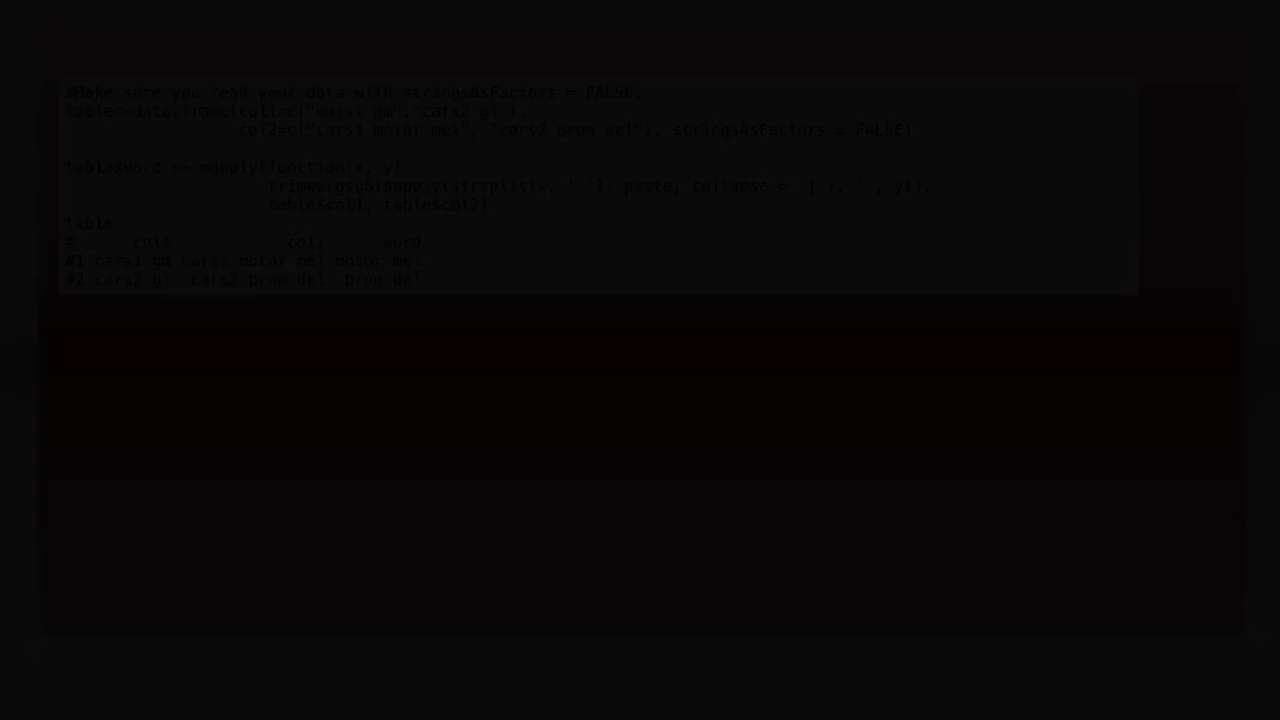 #Make sure you read your data with stringsAsFactors = FALSE,
table<-data.frame(col1=c("cars1 gm","cars2 gl"),
col2=c("cars1 motor mel", "cars2 prom del"), stringsAsFactors = FALSE)
table$word <- mapply(function(x, y)
trimws(gsub(sapply(strsplit(x, ' '), paste, collapse = '|'), '', y)),
table$col1, table$col2)
table
# col1 col2 word
#1 cars1 gm cars1 motor mel motor mel
#2 cars2 gl cars2 prom del prom del